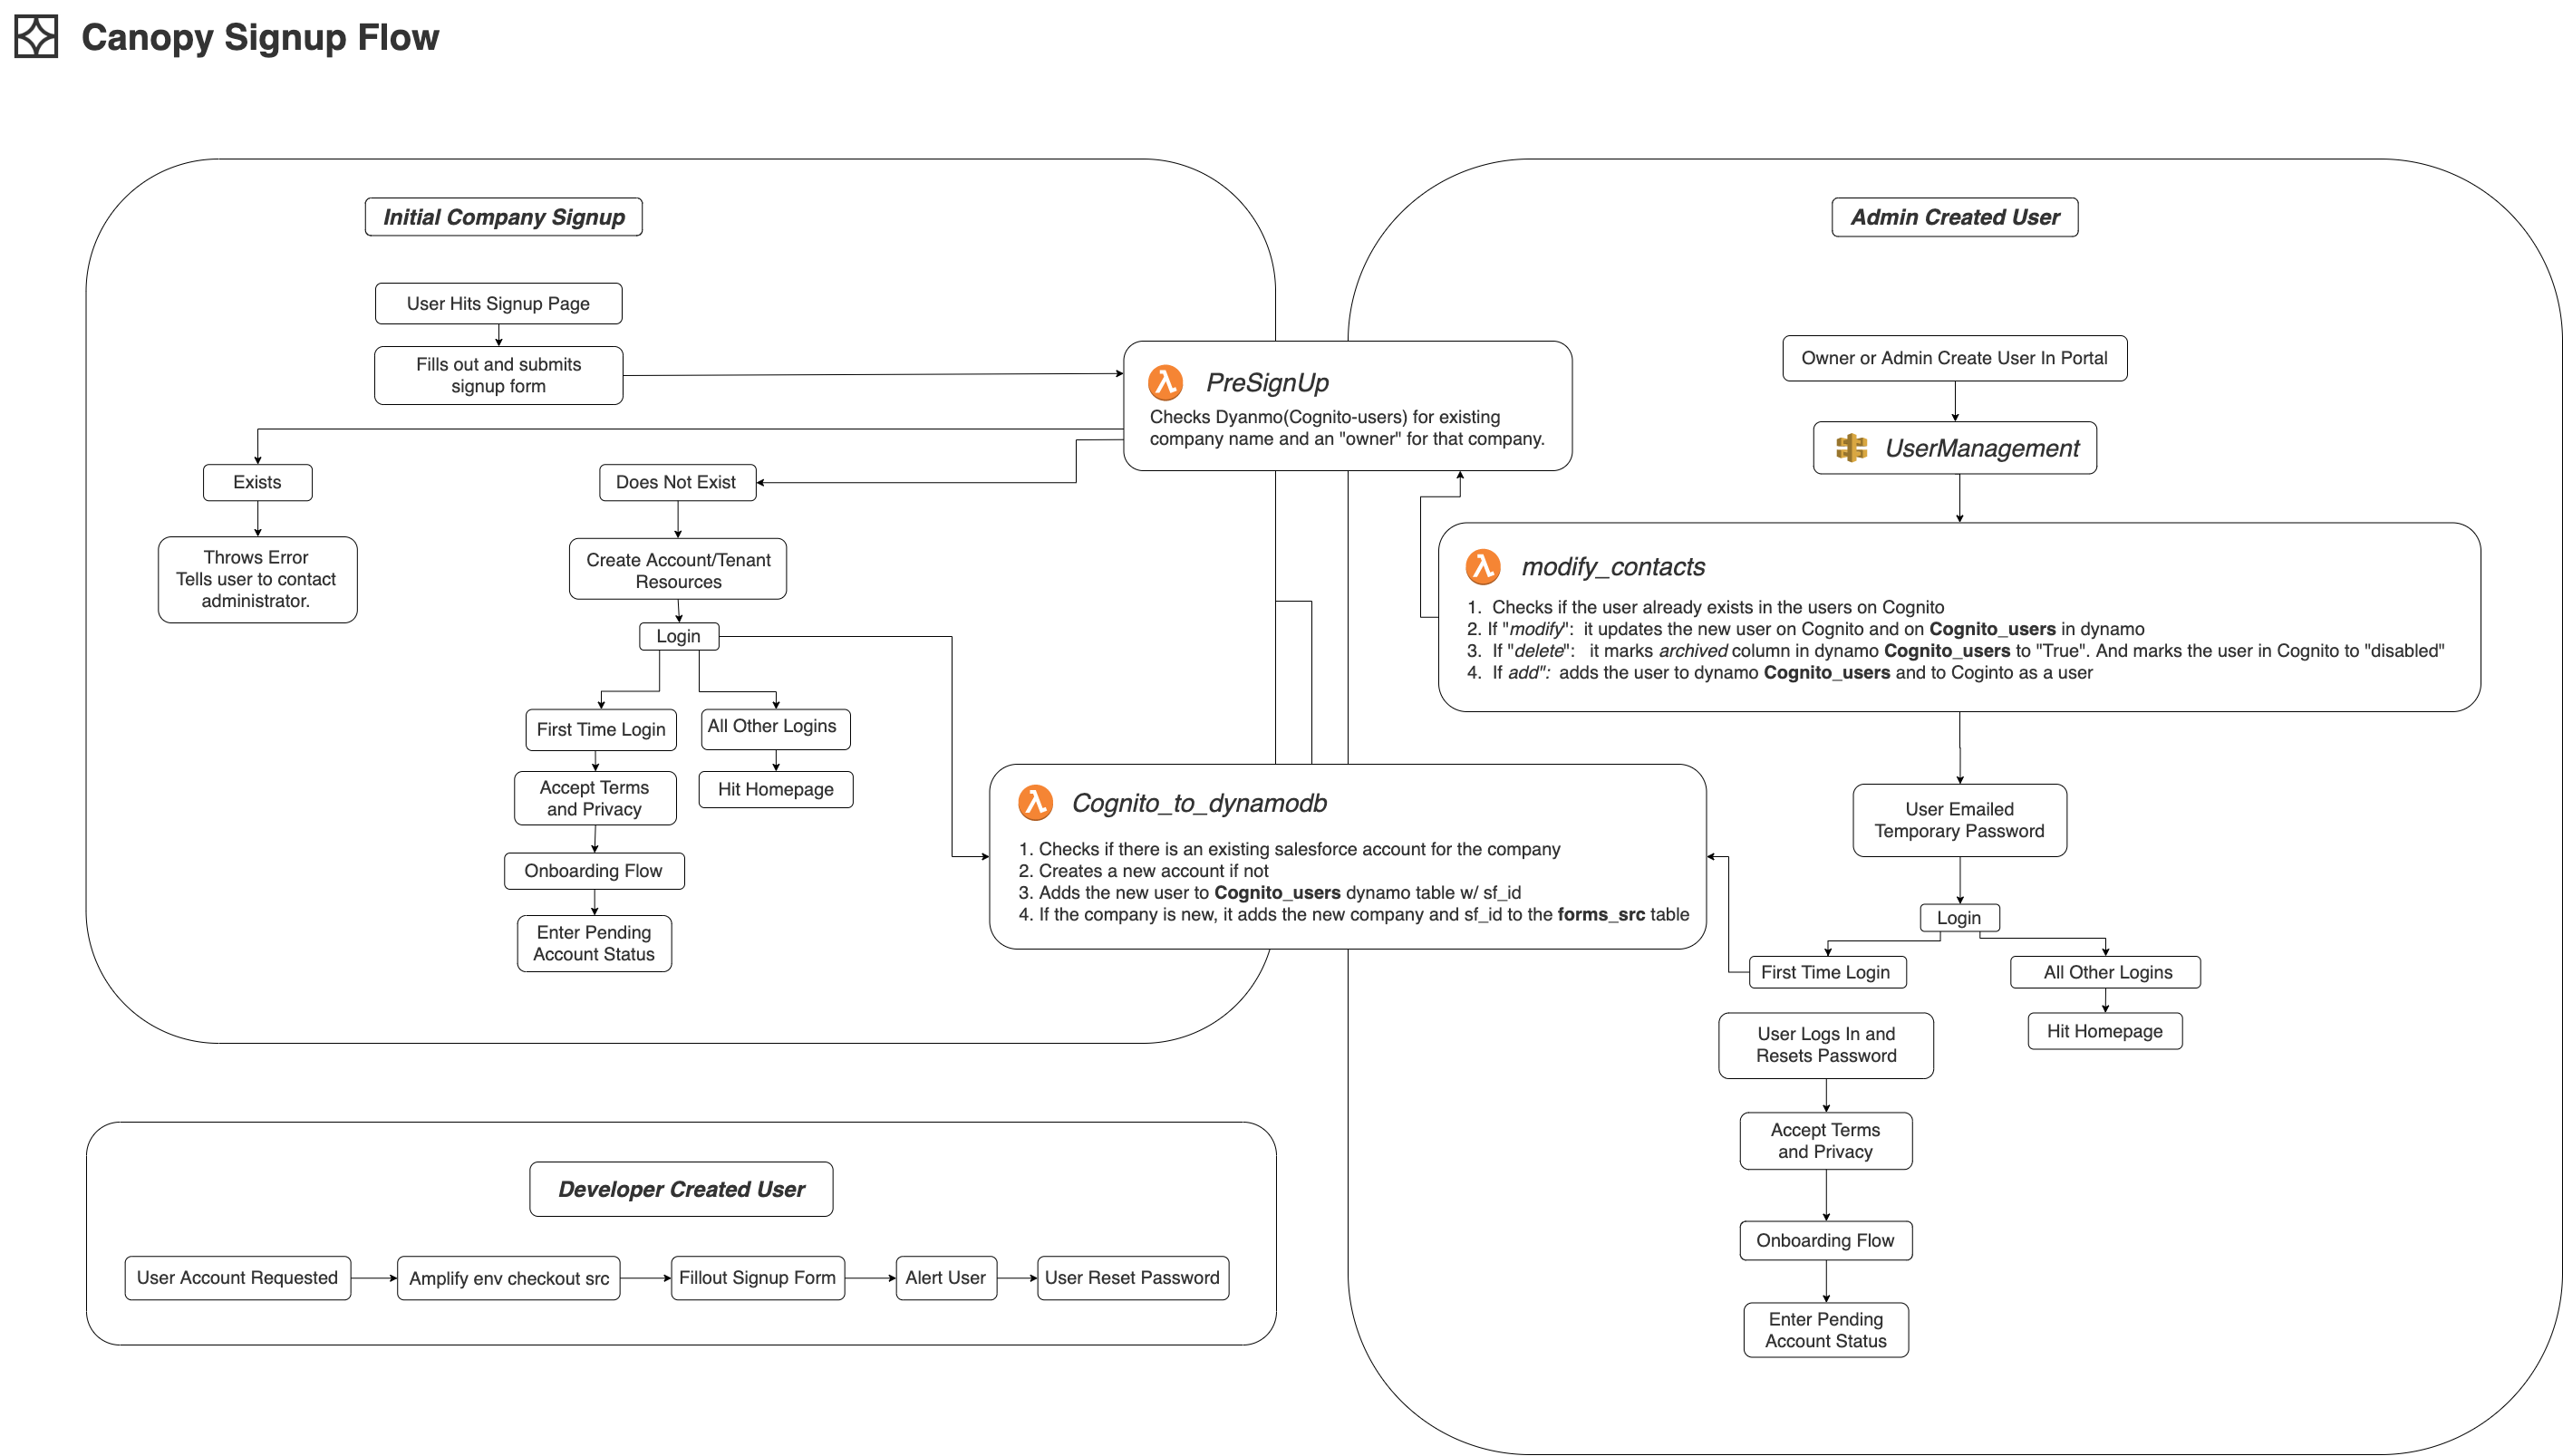 Canopy Signup Flow
Initial Company Signup
User Hits Signup Page
Fills out and submits
signup form
PreSignUp
Checks Dyanmo(Cognito-users) for existing
company name and an "owner" for that company.
Exists
Throws Error
Tells user to contact
administrator.
Does Not Exist
Create Account/Tenant
Resources
Login
First Time Login
Accept Terms
and Privacy
Onboarding Flow
Enter Pending
Account Status
All Other Logins
Hit Homepage
Cognito_to_dynamodb
1. Checks if there is an existing salesforce account for the company
2. Creates a new account if not
3. Adds the new user to Cognito_users dynamo table w/ sf_id
4. If the company is new, it adds the new company and sf_id to the forms_src table
Admin Created User
Owner or Admin Create User In Portal
UserManagement
modify_contacts
1. Checks if the user already exists in the users on Cognito
2. If "modify": it updates the new user on Cognito and on Cognito_users in dynamo
3. If "delete": it marks archived column in dynamo Cognito_users to "True". And marks the user in Cognito to "disabled"
4. If add": adds the user to dynamo Cognito_users and to Coginto as a user
User Emailed
Temporary Password
Login
First Time Login
All Other Logins
Hit Homepage
User Logs In and
Resets Password
Accept Terms
and Privacy
Onboarding Flow
Enter Pending
Account Status
Developer Created User
User Account Requested
Amplify env checkout src
Fillout Signup Form
Alert User
User Reset Password